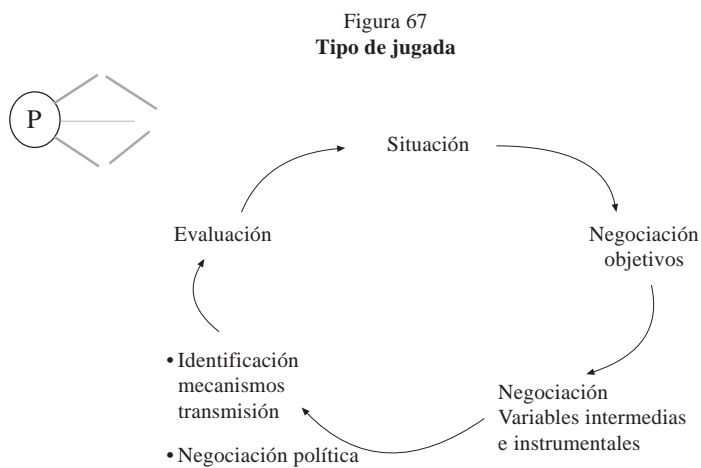 Figura 67
Tipo de jugada
P
Situación
Evaluación
Negociación
objetivos
• Identificación
mecanismos
transmisión
• Negociación política
Negociación
Variables intermedias
e instrumentales